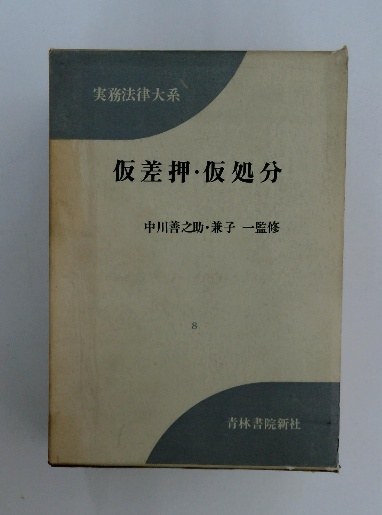 実務法律大系
仮差押・仮処分
中川善之助・兼子 一監修
8
青林書院新社